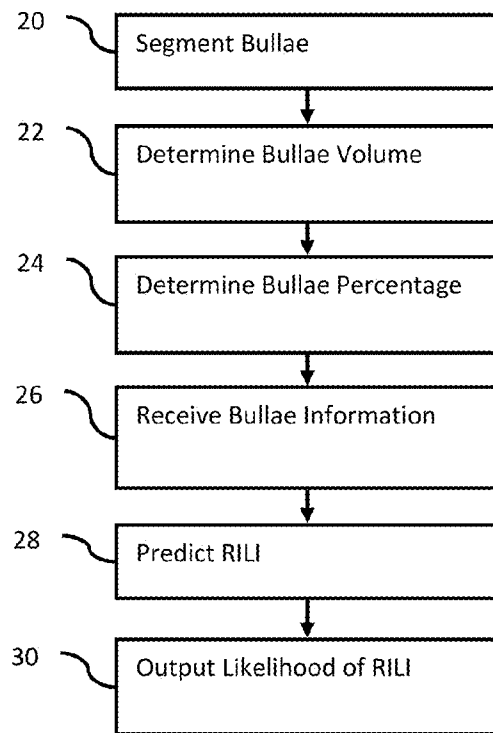 20
Segment Bullae
22
Determine Bullae Volume
24
Determine Bullae Percentage
26
Receive Bullae Information
28
Predict RILI
30
Output Likelihood of RILI